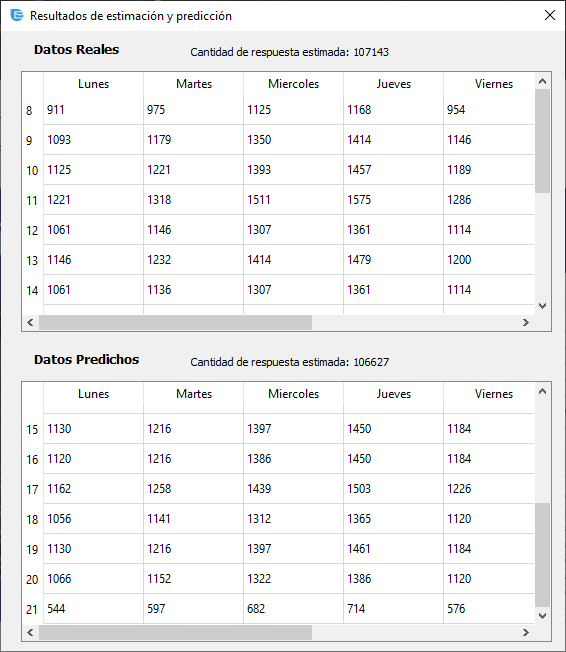 Resultados de estimación y predicción
Datos Reales Cantidad de respuesta estimada: 107143
Lunes Martes Miercoles Jueves Viernes
8 911 975 1125 1168 954
9 1093 1179 1350 1414 1146
10 1125 1221 1393 1457 1189
11 1221 1318 1511 1575 1286
12 1061 1146 1307 1361 1114
13 1146 1232 1414 1479 1200
14 1061 1136 1307 1361 1114
Datos Predichos Cantidad de respuesta estimada: 106627
Lunes Martes Miercoles Jueves Viernes
15 1130 1216 1397 1450 1184
16 1120 1216 1386 1450 1184
17 1162 1258 1439 1503 1226
18 1056 1141 1312 1365 1120
19 1130 1216 1397 1461 1184
20 1066 1152 1322 1386 1120
21 544 597 682 714 576